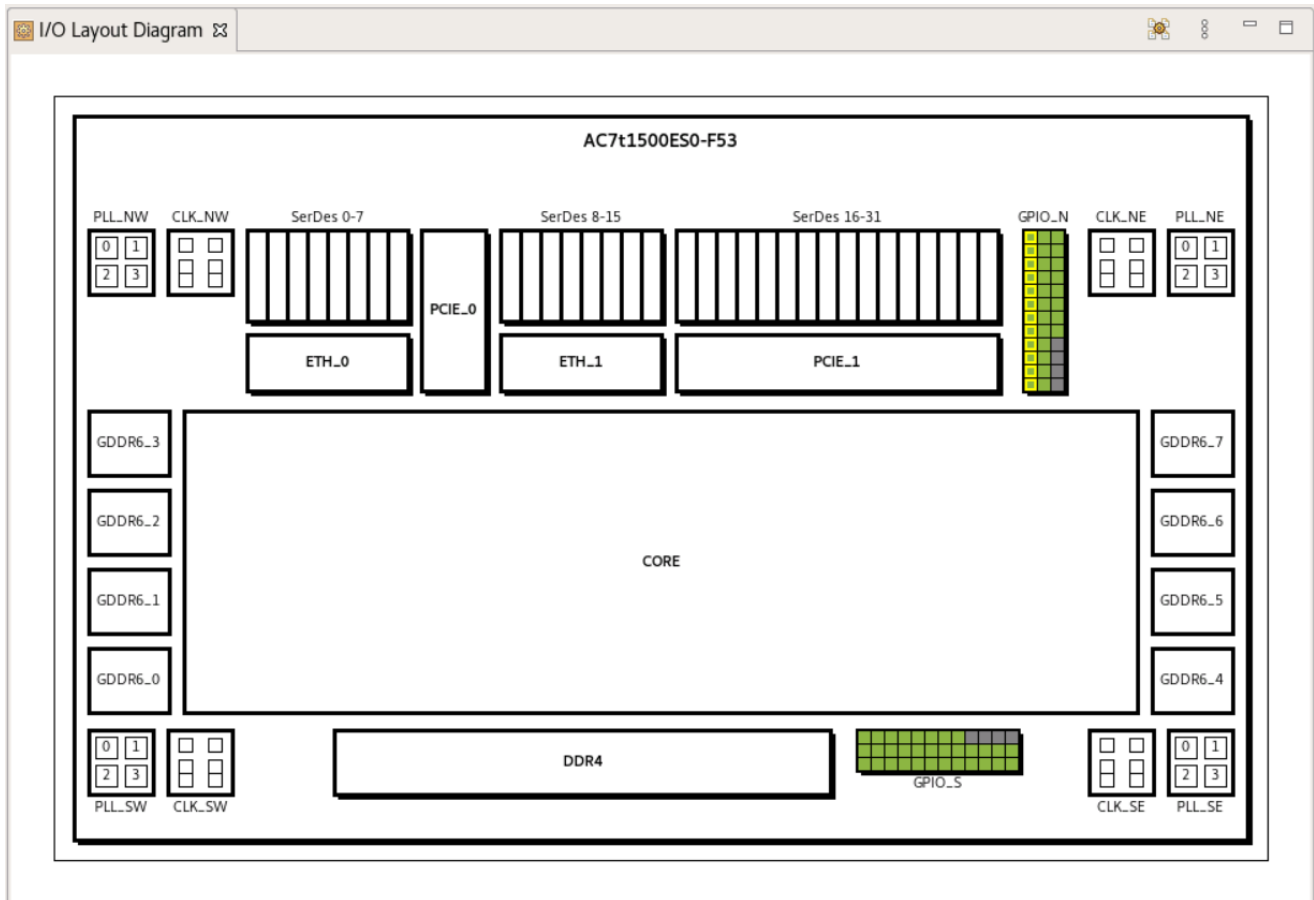 I/O Layout Diagram
AC7t1500ES0-F53
PLL_NW CLK_NW SerDes 0-7 SerDes 8-15 SerDes 16-31 GPIO_N CLK_NE PLL_NE
0 1 0 1
2 3 2 3
PCIE_0
ETH_0 ETH_1 PCIE_1
GDDR6_3 GDDR6_7
GDDR6_2 GDDR6_6
CORE
GDDR6_1 GDDR6_5
GDDR6_0 GDDR6_4
0 1 0 1
DDR4
2 3 2 3
GPIO_S
PLL_SW CLK_SW CLK_SE PLL_SE